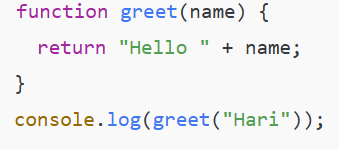 function greet(name) {
  return "Hello " + name;
}
console.log(greet("Hari"));